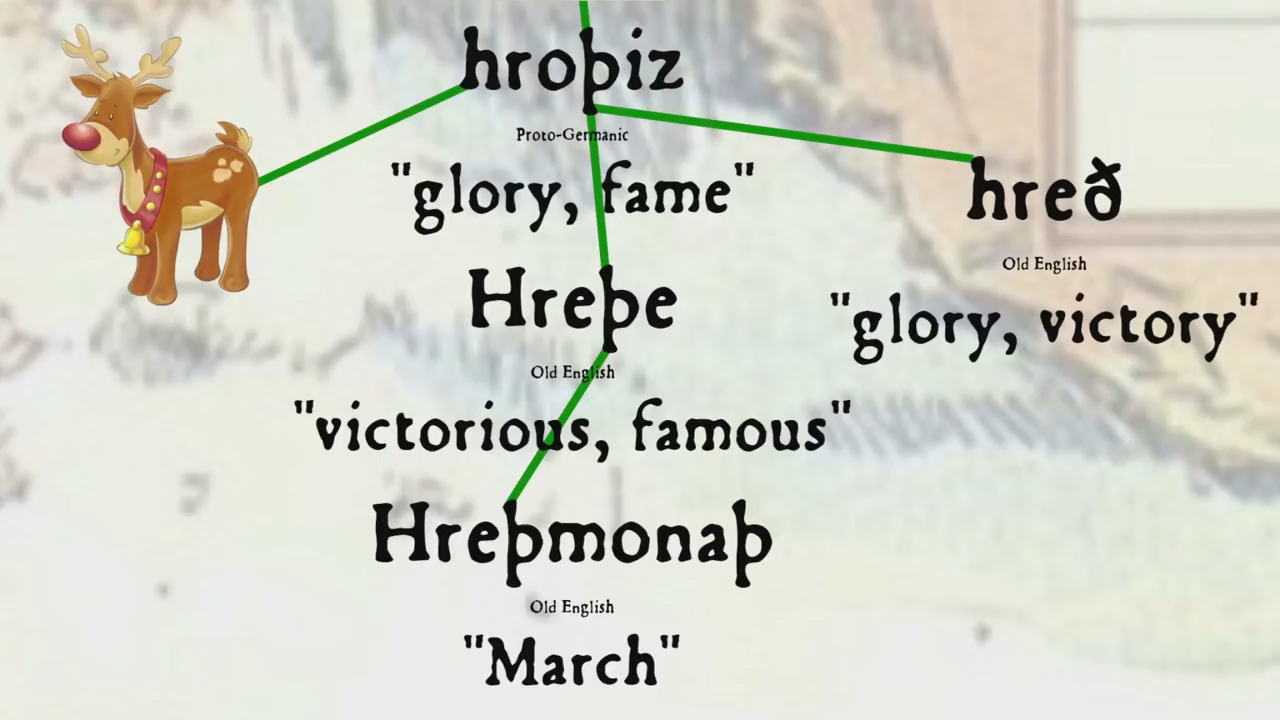 hroþiz
Proto-Germanic
"glory, fame"
hreð
Old English
"glory, victory"
Hreþe
Old English
"victorious, famous"
Hreþmonaþ
Old English
"March"